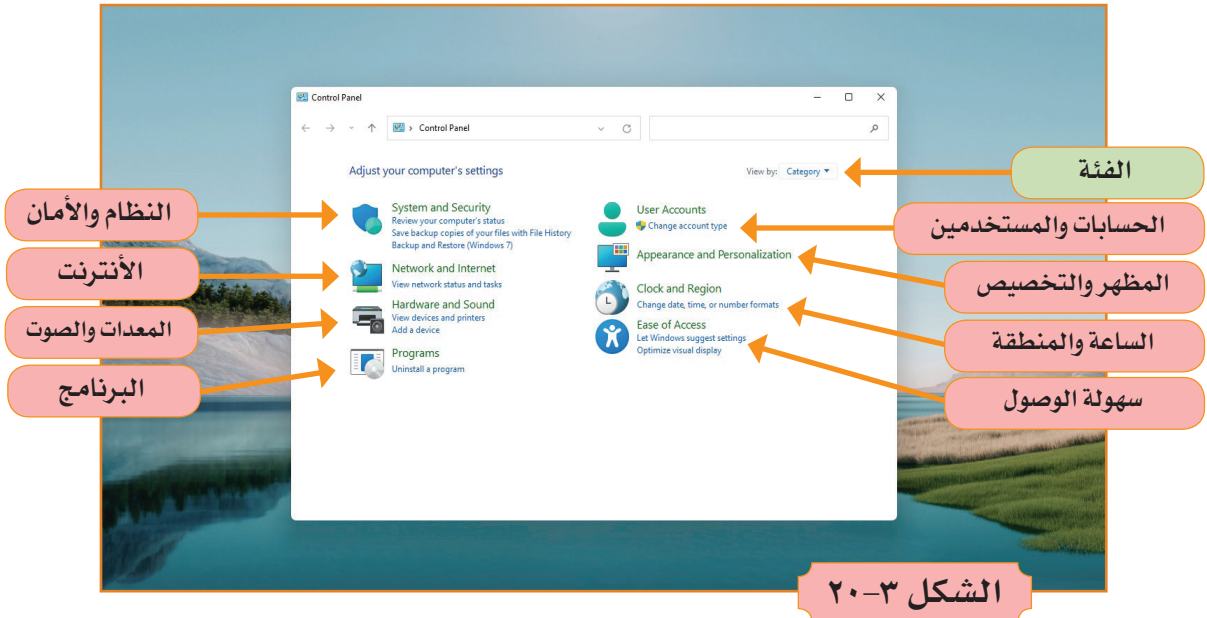 Control Panel
Control Panel
Adjust your computer's settings
View by: Category
الفئة
النظام والأمان
System and Security
Review your computer's status
Save backup copies of your files with File History
Backup and Restore (Windows 7)
الأنترنت
Network and Internet
View network status and tasks
المعدات والصوت
Hardware and Sound
View devices and printers
Add a device
البرنامج
Programs
Uninstall a program
User Accounts
Change account type
الحسابات والمستخدمين
Appearance and Personalization
المظهر والتخصيص
Clock and Region
Change date, time, or number formats
الساعة والمنطقة
Ease of Access
Let Windows suggest settings
Optimize visual display
سهولة الوصول
الشكل ٣-٢٠